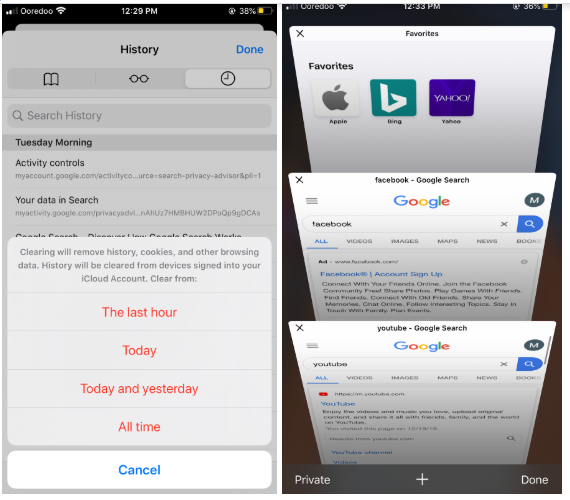 Ooredoo 12:29 PM 38%
History Done
Search History
Tuesday Morning
Activity controls
myaccount.google.com/activityco...urce=search-privacy-advisor&pli=1
Your data in Search
myactivity.google.com/privacyadvi...nAhUz7HMBHUW2DPoQp9gDCAs
Google Search – Discover How Google Search Works
Clearing will remove history, cookies, and other browsing
data. History will be cleared from devices signed into your
iCloud Account. Clear from:
The last hour
Today
Today and yesterday
All time
Cancel
Ooredoo 12:33 PM 36%
Favorites
Favorites
Apple Bing YAHOO! Yahoo
facebook - Google Search
Google M
facebook
ALL VIDEOS IMAGES MAPS NEWS BOOK
Ad - www.facebook.com/
Facebook® | Account Sign Up
Connect With Your Friends Online. Join the Facebook
Community Free! Share Photos. Play Games With Friends.
Find Friends. Connect With Old Friends. Share Your
Memories. Chat Online. Follow Interesting Topics. Stay in
Touch With Family. Plan Events.
youtube - Google Search
Google M
youtube
ALL VIDEOS IMAGES MAPS NEWS BOOKS
https://m.youtube.com
YouTube
Enjoy the videos and music you love, upload original
content, and share it all with friends, family, and the world
on YouTube.
You visited this page on 12/19/19.
Results from youtube.com
YouTube channel
Videos
Private Done